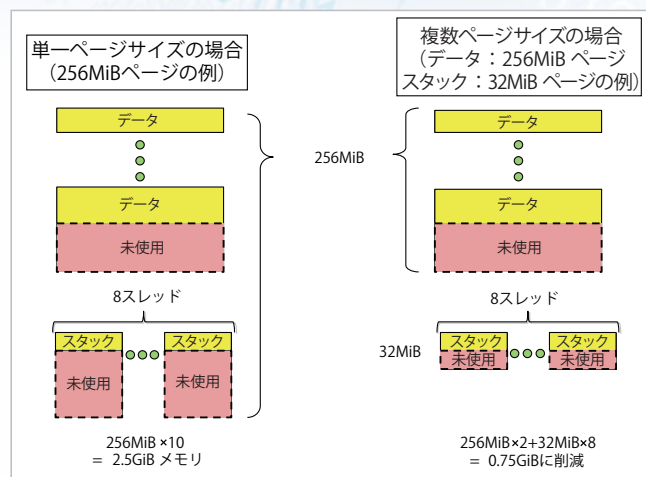 単一ページサイズの場合
（256MiBページの例）
データ
データ
未使用
8スレッド
スタック
スタック
未使用
未使用
256MiB ×10
= 2.5GiB メモリ
256MiB
複数ページサイズの場合
（データ：256MiB ページ
スタック：32MiB ページの例）
データ
データ
未使用
8スレッド
32MiB
スタック
スタック
未使用
未使用
256MiB×2+32MiB×8
= 0.75GiBに削減